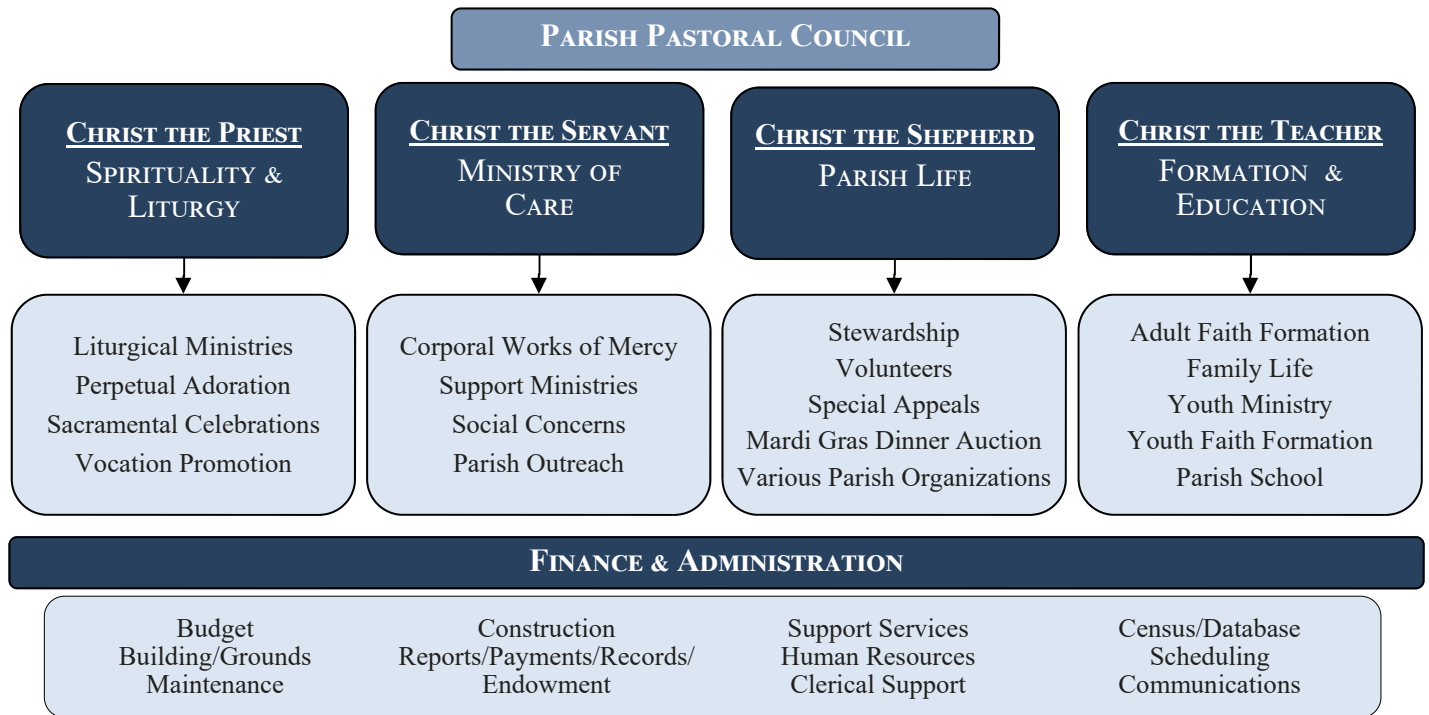 PARISH PASTORAL COUNCIL
CHRIST THE PRIEST
SPIRITUALITY &
LITURGY
CHRIST THE SERVANT
MINISTRY OF
CARE
CHRIST THE SHEPHERD
PARISH LIFE
CHRIST THE TEACHER
FORMATION &
EDUCATION
Liturgical Ministries
Perpetual Adoration
Sacramental Celebrations
Vocation Promotion
Corporal Works of Mercy
Support Ministries
Social Concerns
Parish Outreach
Stewardship
Volunteers
Special Appeals
Mardi Gras Dinner Auction
Various Parish Organizations
Adult Faith Formation
Family Life
Youth Ministry
Youth Faith Formation
Parish School
FINANCE & ADMINISTRATION
Budget
Building/Grounds
Maintenance
Construction
Reports/Payments/Records/
Endowment
Support Services
Human Resources
Clerical Support
Census/Database
Scheduling
Communications